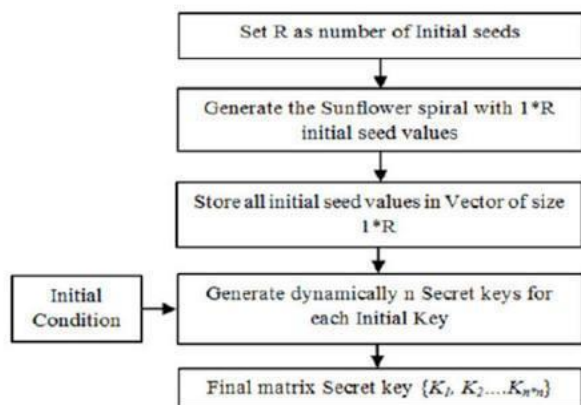 Set R as number of Initial seeds
Generate the Sunflower spiral with 1*R
initial seed values
Store all initial seed values in Vector of size
1*R
Initial
Condition
Generate dynamically n Secret keys for
each Initial Key
Final matrix Secret key {K1, K2....Kn*n}